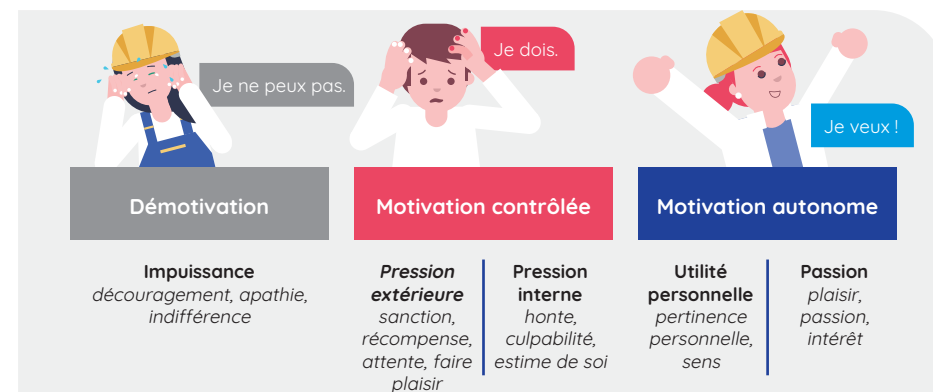 Je ne peux pas.
Je dois.
Je veux !
Démotivation
Motivation contrôlée
Motivation autonome
Impuissance
découragement, apathie,
indifférence
Pression
extérieure
sanction,
récompense,
attente, faire
plaisir
Pression
interne
honte,
culpabilité,
estime de soi
Utilité
personnelle
pertinence
personnelle,
sens
Passion
plaisir,
passion,
intérêt